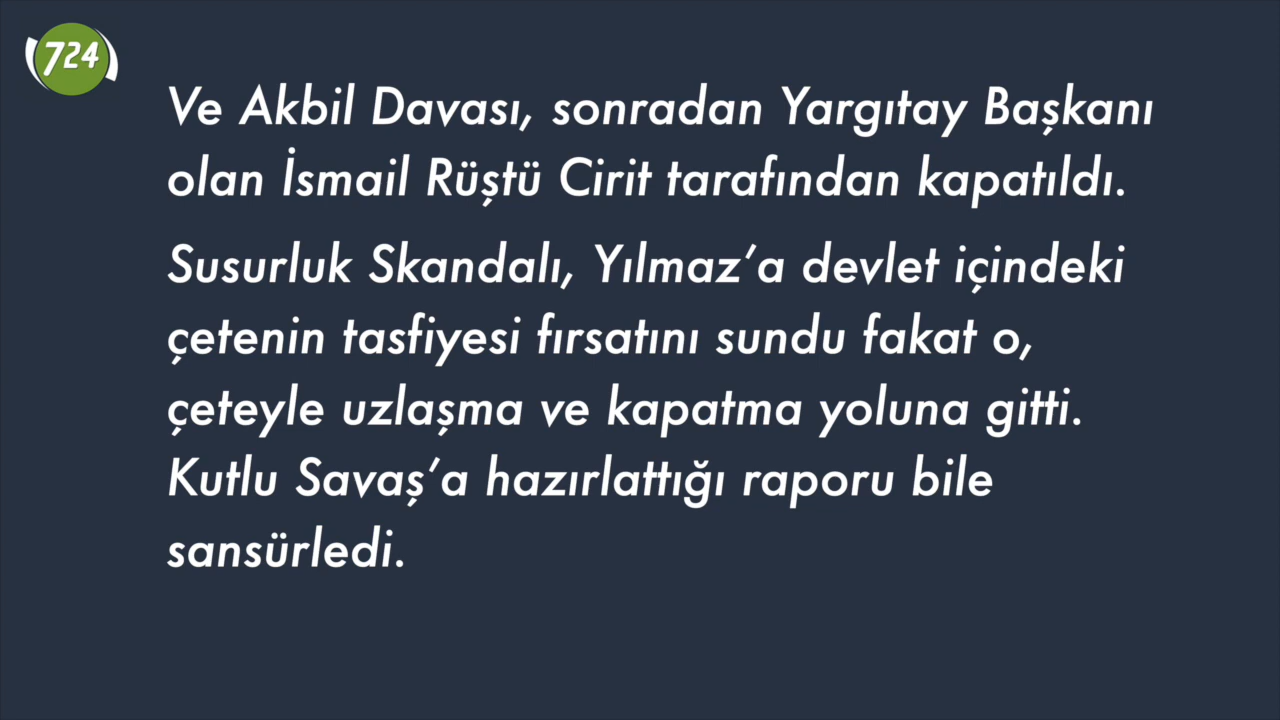 724
Ve Akbil Davası, sonradan Yargıtay Başkanı
olan İsmail Rüştü Cirit tarafından kapatıldı.
Susurluk Skandalı, Yılmaz’a devlet içindeki
çetenin tasfiyesi fırsatını sundu fakat o,
çeteyle uzlaşma ve kapatma yoluna gitti.
Kutlu Savaş’a hazırlattığı raporu bile
sansürledi.